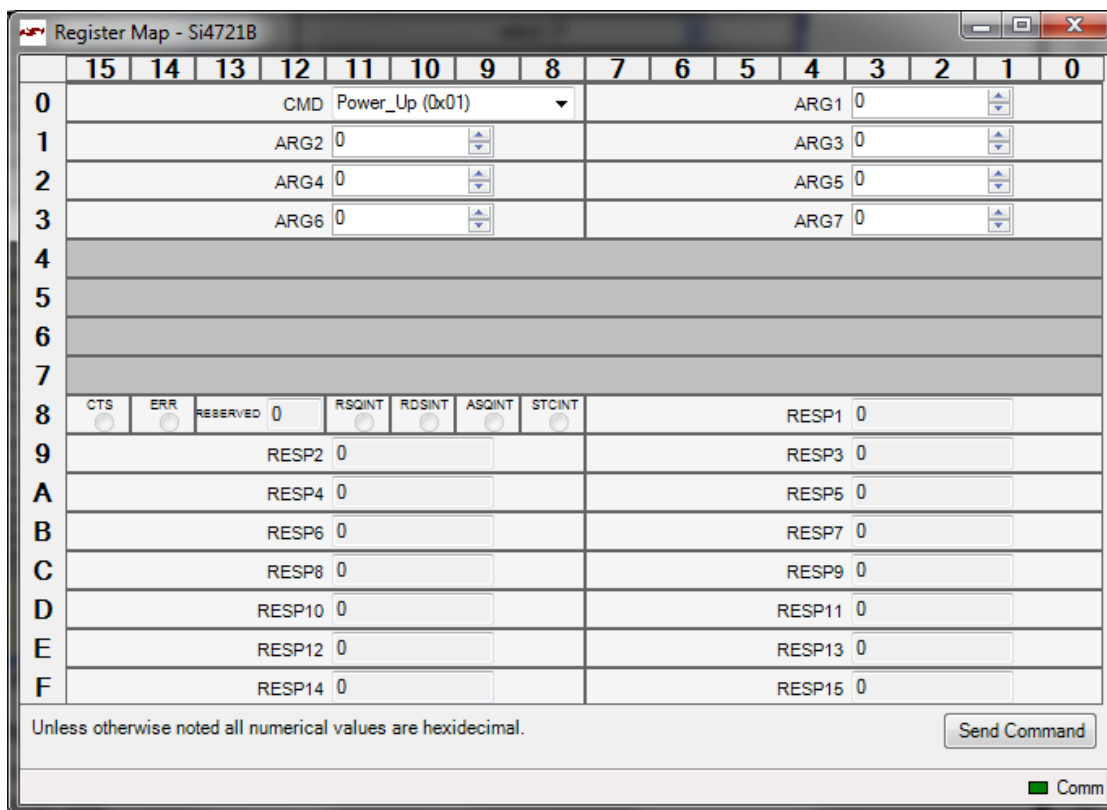 Register Map - Si4721B
15 14 13 12 11 10 9 8 7 6 5 4 3 2 1 0
0 CMD Power_Up (0x01) ARG1 0
1 ARG2 0 ARG3 0
2 ARG4 0 ARG5 0
3 ARG6 0 ARG7 0
4
5
6
7
8 CTS ERR RESERVED 0 RSQINT RDSINT ASQINT STCINT RESP1 0
9 RESP2 0 RESP3 0
A RESP4 0 RESP5 0
B RESP6 0 RESP7 0
C RESP8 0 RESP9 0
D RESP10 0 RESP11 0
E RESP12 0 RESP13 0
F RESP14 0 RESP15 0
Unless otherwise noted all numerical values are hexidecimal.
Send Command
Comm